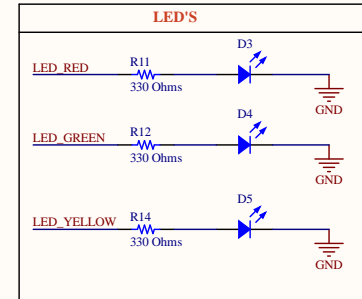 LED'S
D3
R11
LED_RED
330 Ohms
GND
D4
R12
LED_GREEN
330 Ohms
GND
D5
R14
LED_YELLOW
330 Ohms
GND